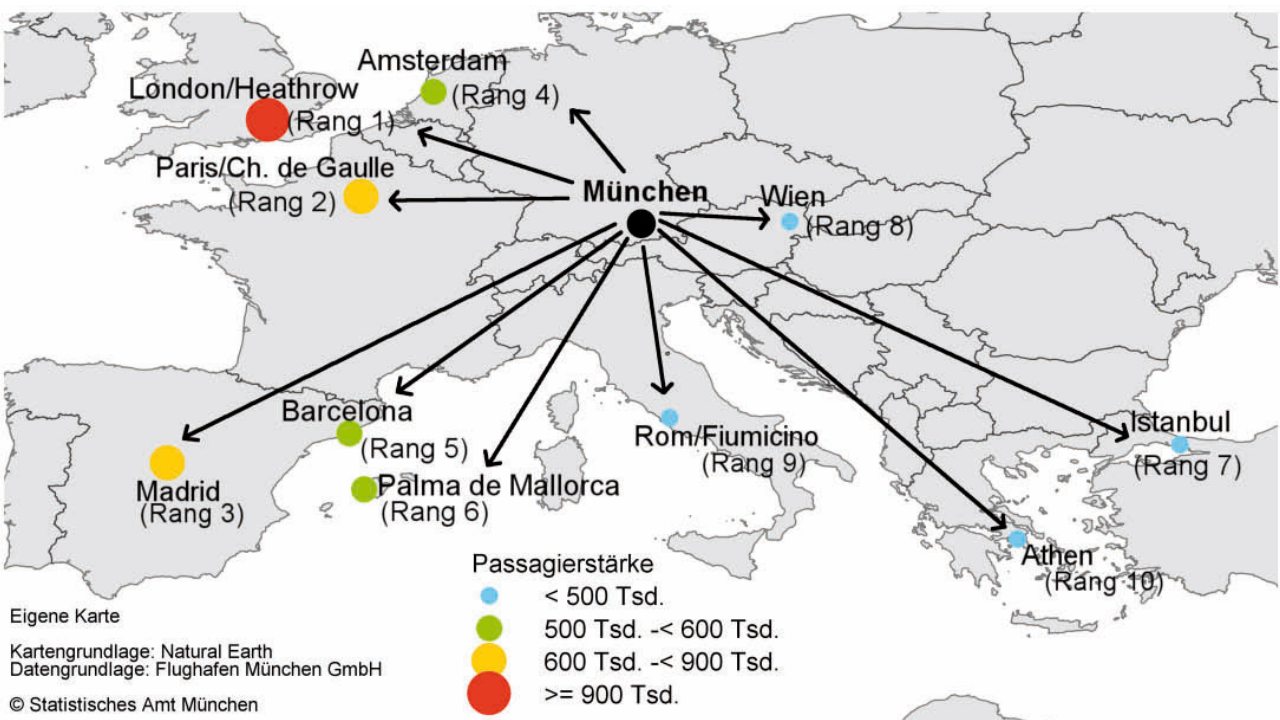 Amsterdam
(Rang 4)
London/Heathrow
(Rang 1)
Paris/Ch. de Gaulle
(Rang 2)
München
Wien
(Rang 8)
Barcelona
(Rang 5)
Istanbul
(Rang 7)
Rom/Fiumicino
(Rang 9)
Madrid
(Rang 3)
Palma de Mallorca
(Rang 6)
Athen
(Rang 10)
Passagierstärke
< 500 Tsd.
500 Tsd. -< 600 Tsd.
600 Tsd. -< 900 Tsd.
>= 900 Tsd.
Eigene Karte
Kartengrundlage: Natural Earth
Datengrundlage: Flughafen München GmbH
© Statistisches Amt München